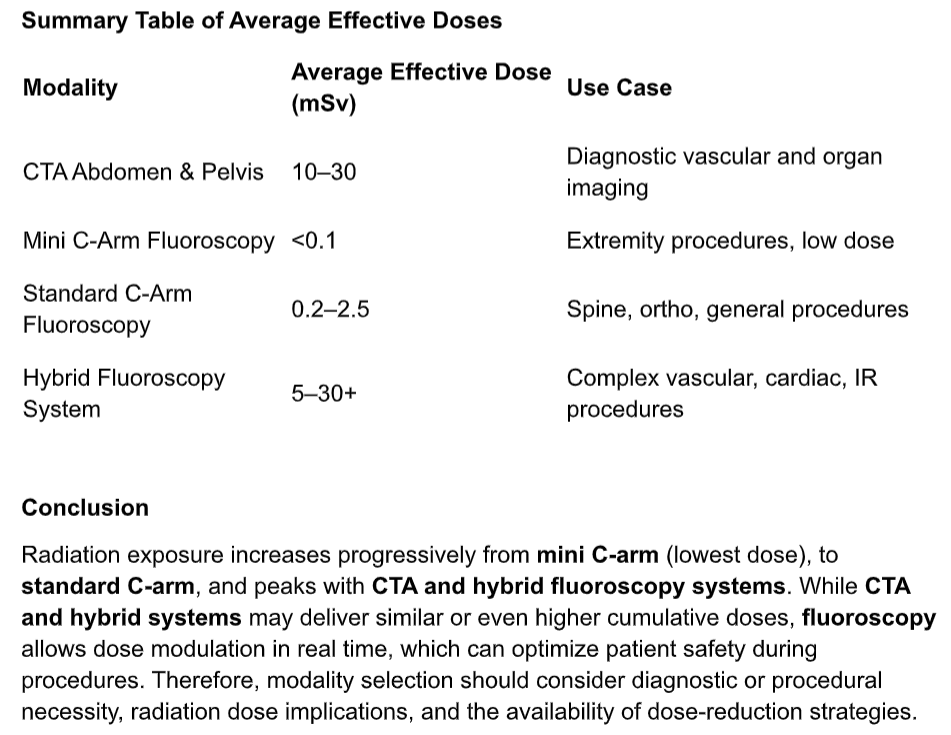 Summary Table of Average Effective Doses
Modality
Average Effective Dose
(mSv)
Use Case
CTA Abdomen & Pelvis
10–30
Diagnostic vascular and organ
imaging
Mini C-Arm Fluoroscopy
<0.1
Extremity procedures, low dose
Standard C-Arm
Fluoroscopy
0.2–2.5
Spine, ortho, general procedures
Hybrid Fluoroscopy
System
5–30+
Complex vascular, cardiac, IR
procedures
Conclusion
Radiation exposure increases progressively from mini C-arm (lowest dose), to
standard C-arm, and peaks with CTA and hybrid fluoroscopy systems. While CTA
and hybrid systems may deliver similar or even higher cumulative doses, fluoroscopy
allows dose modulation in real time, which can optimize patient safety during
procedures. Therefore, modality selection should consider diagnostic or procedural
necessity, radiation dose implications, and the availability of dose-reduction strategies.